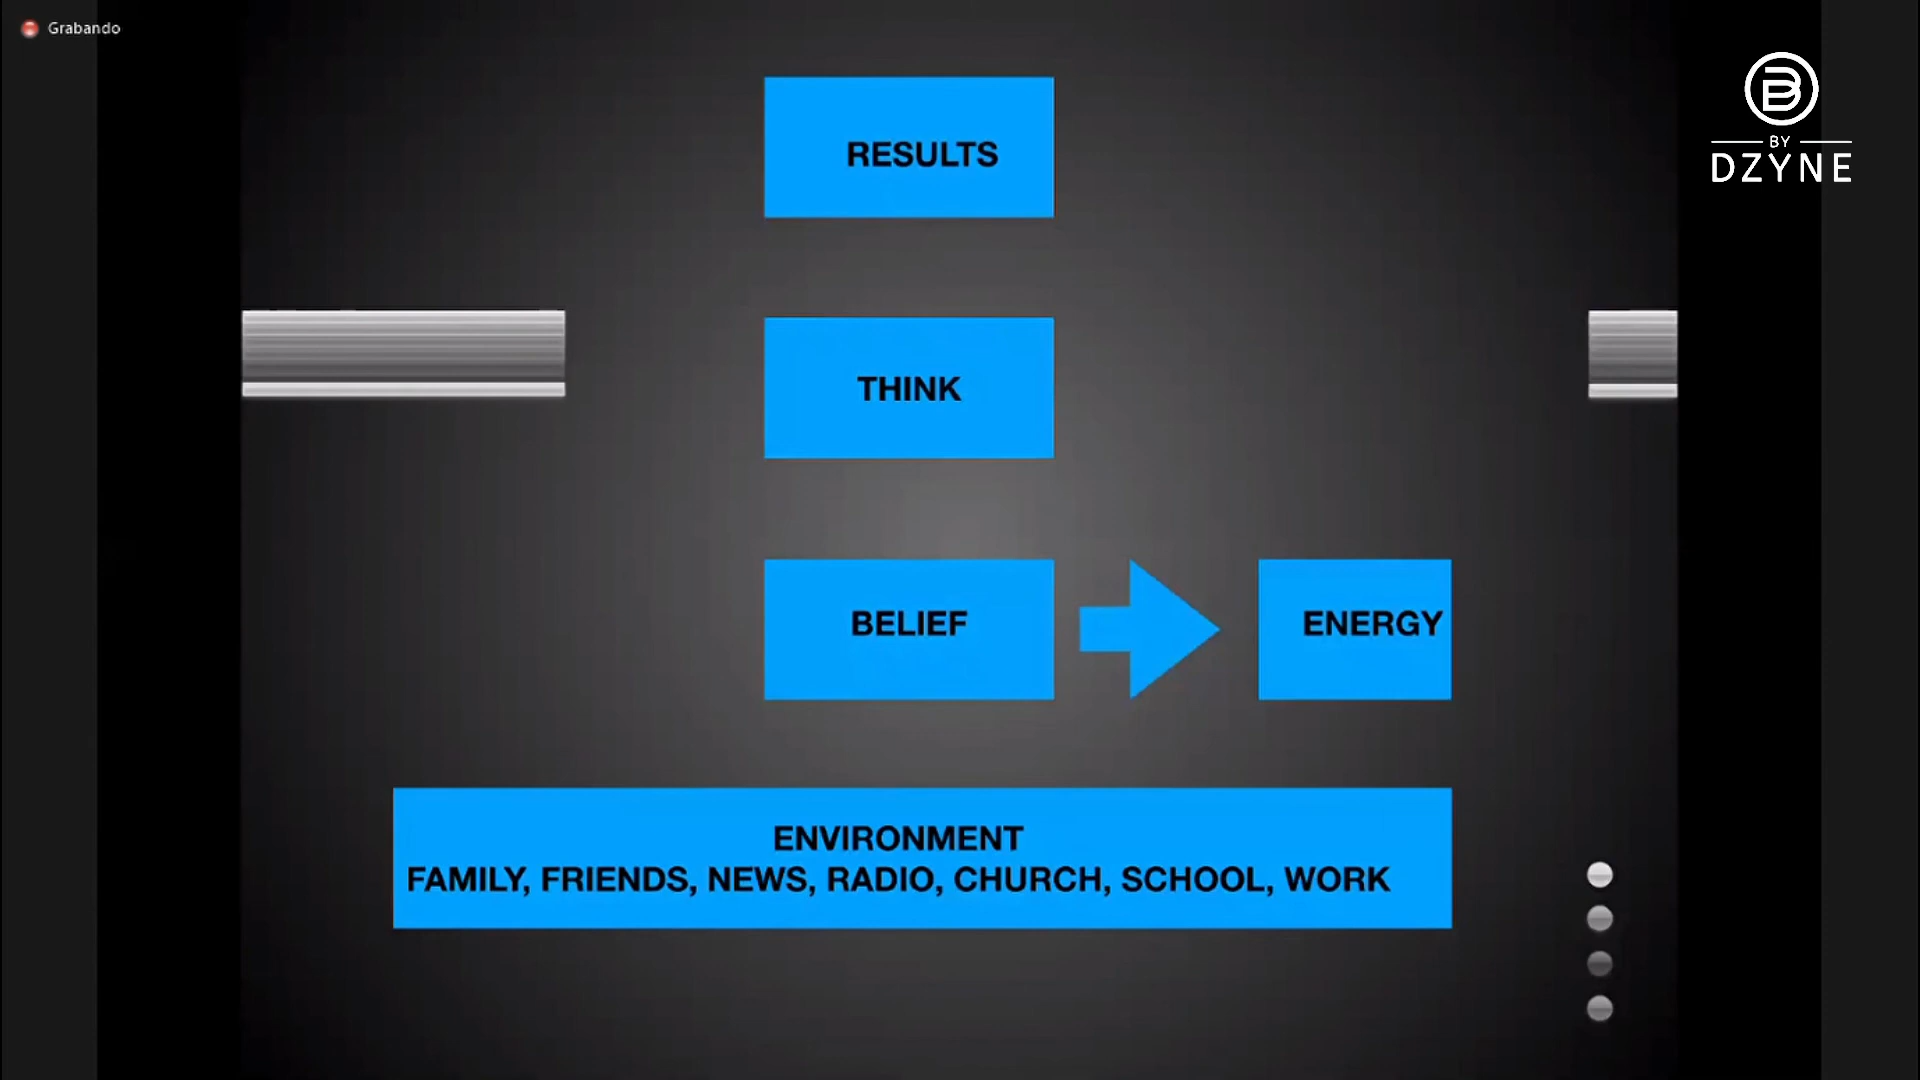 Grabando
BY
DZYNE
RESULTS
THINK
BELIEF
ENERGY
ENVIRONMENT
FAMILY, FRIENDS, NEWS, RADIO, CHURCH, SCHOOL, WORK